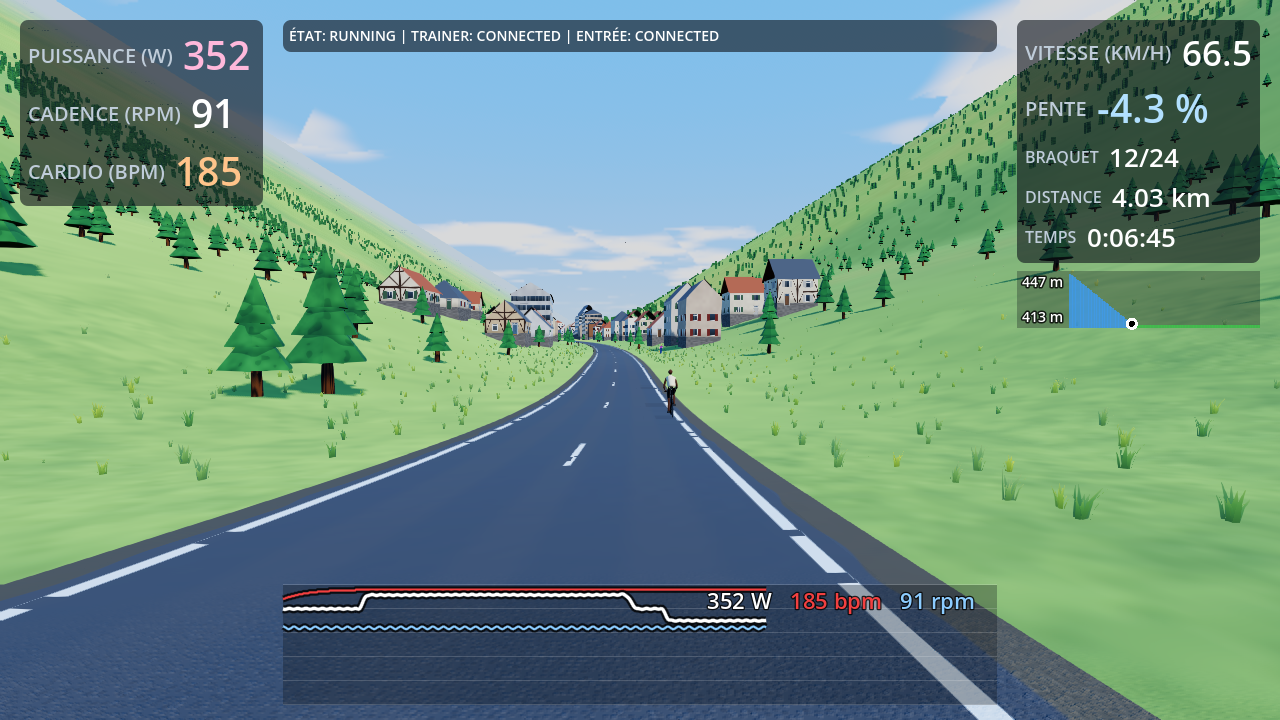 PUISSANCE (W) 352
CADENCE (RPM) 91
CARDIO (BPM) 185
ÉTAT: RUNNING | TRAINER: CONNECTED | ENTRÉE: CONNECTED
VITESSE (KM/H) 66.5
PENTE -4.3 %
BRAQUET 12/24
DISTANCE 4.03 km
TEMPS 0:06:45
447 m
413 m
352 W 185 bpm 91 rpm